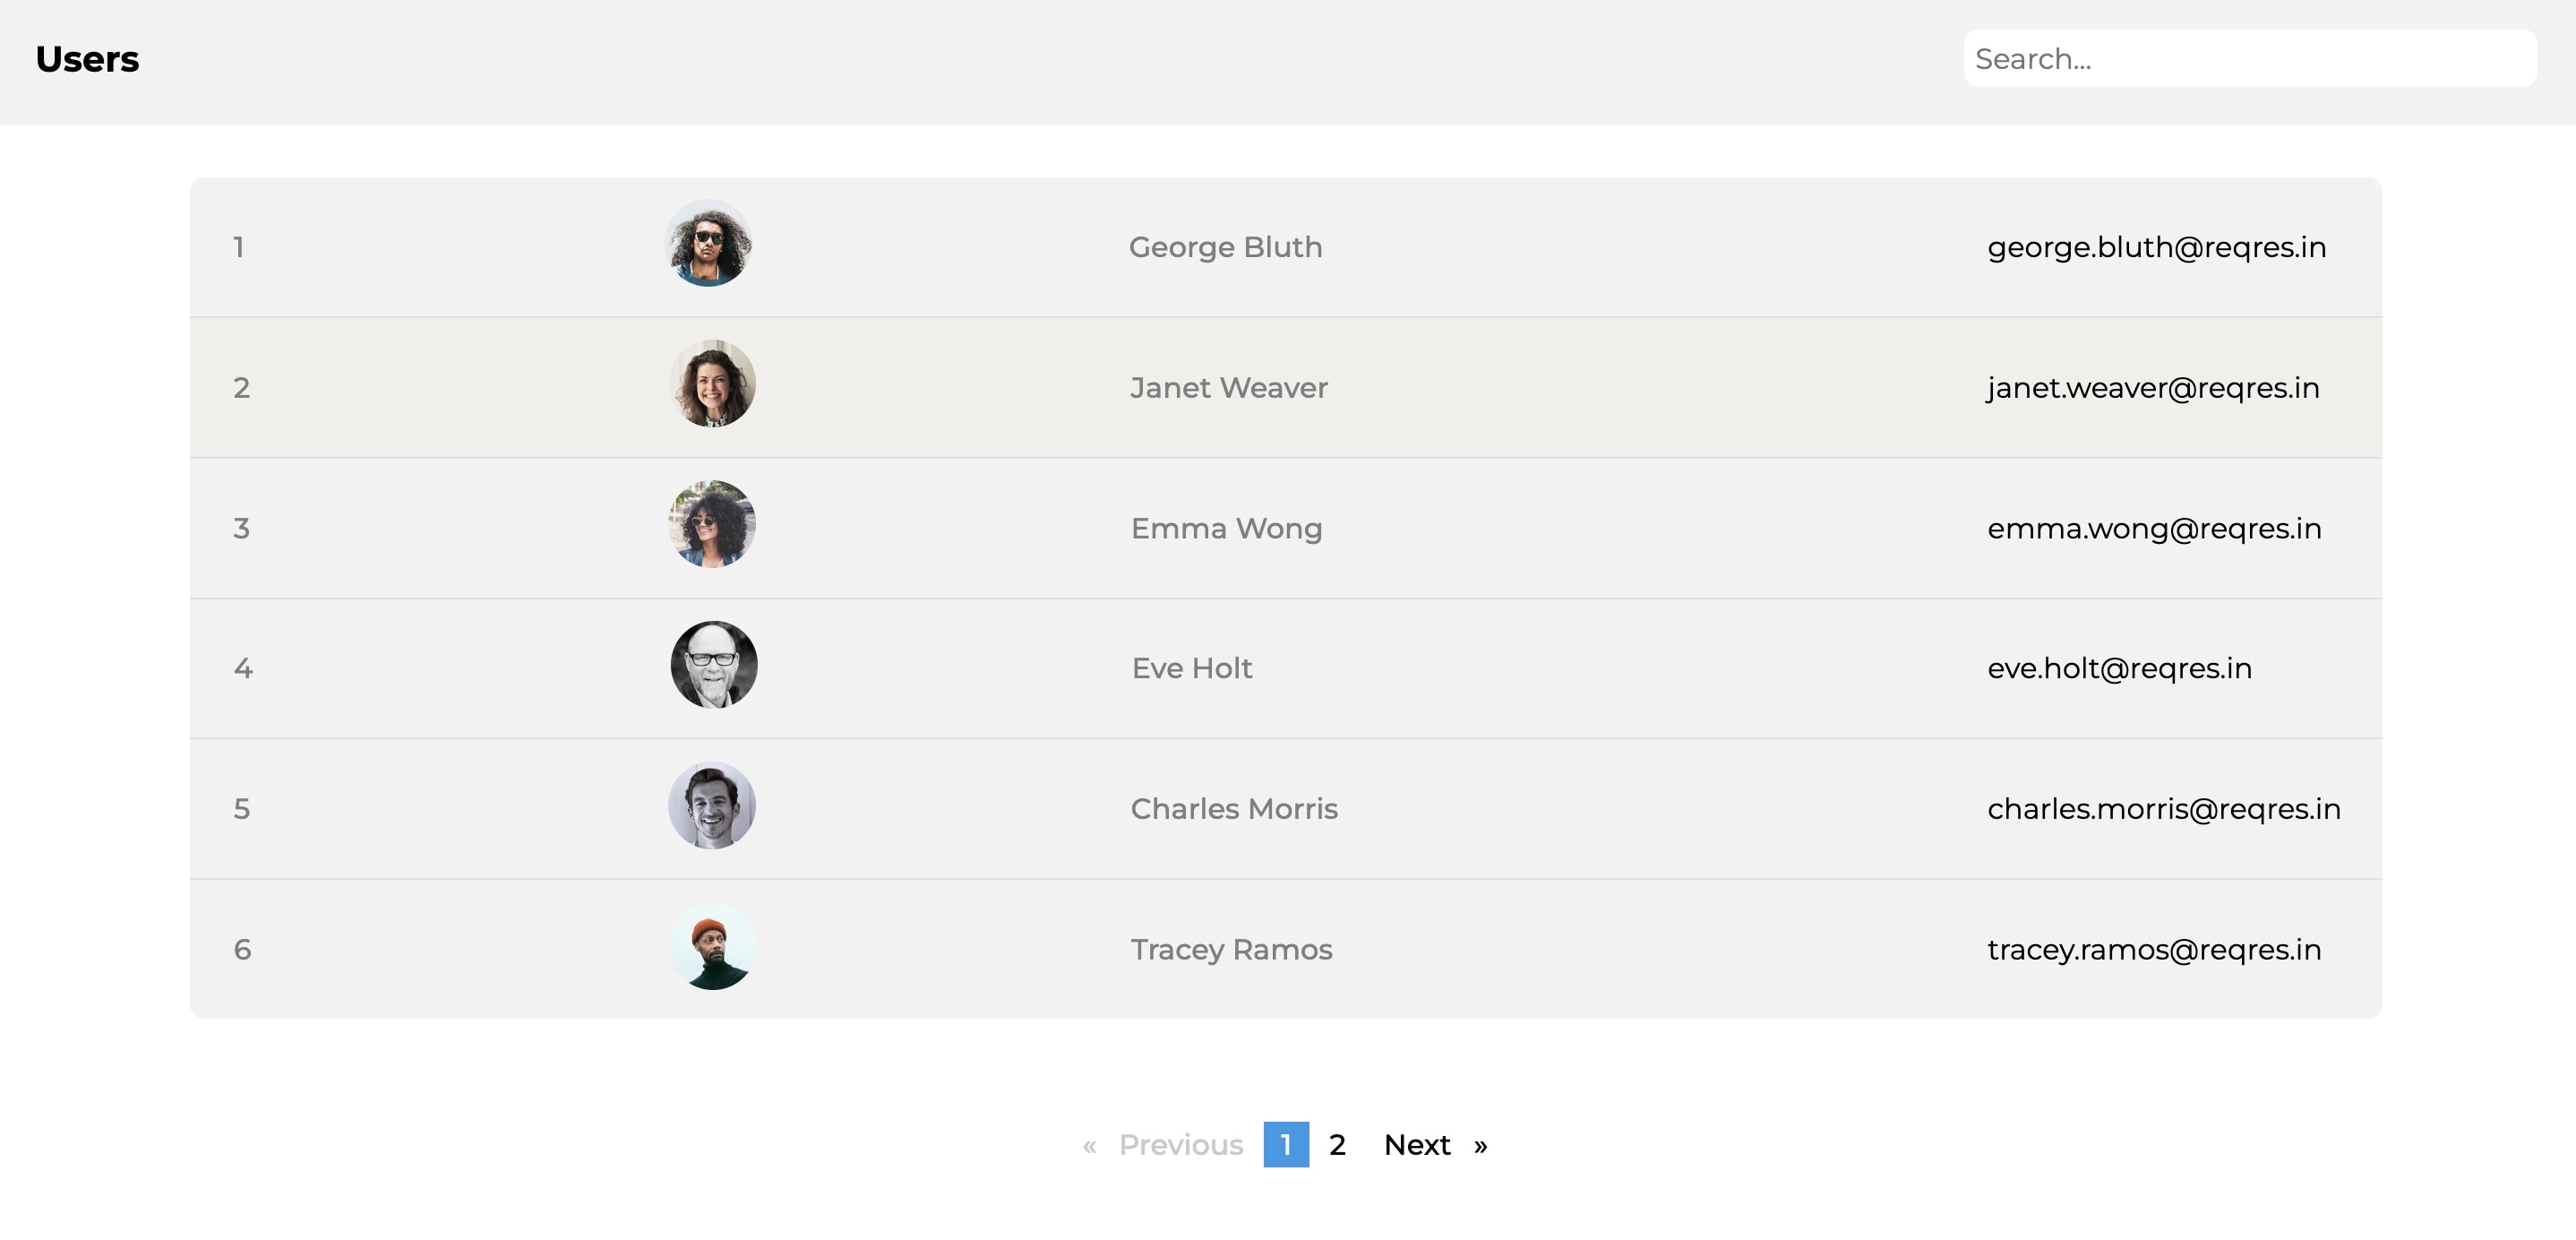 Users Search...
1 George Bluth george.bluth@reqres.in
2 Janet Weaver janet.weaver@reqres.in
3 Emma Wong emma.wong@reqres.in
4 Eve Holt eve.holt@reqres.in
5 Charles Morris charles.morris@reqres.in
6 Tracey Ramos tracey.ramos@reqres.in
« Previous 1 2 Next »